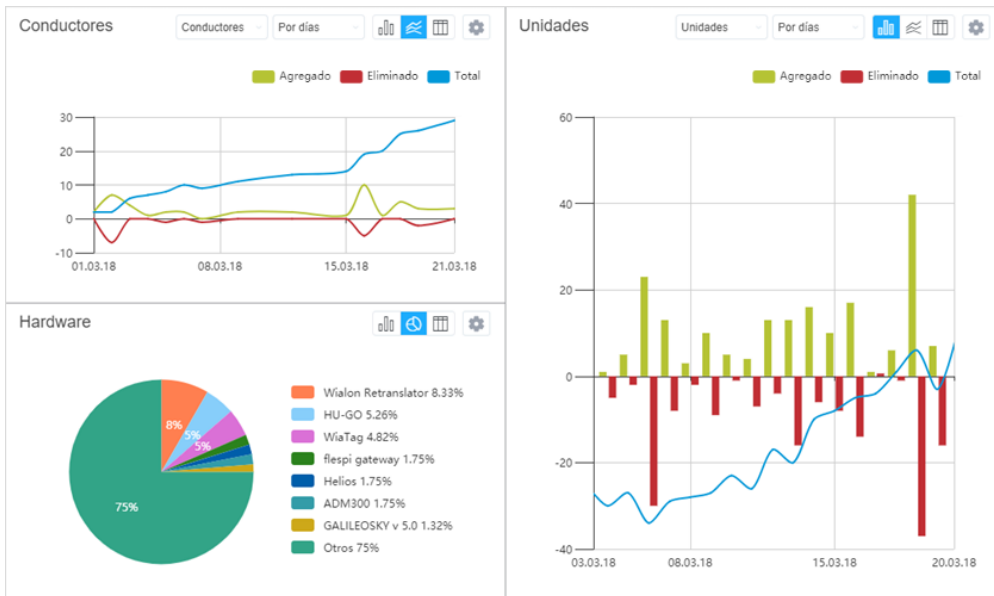 Conductores
Conductores
Por días
Agregado
Eliminado
Total
30
20
10
0
-10
01.03.18
08.03.18
15.03.18
21.03.18
Hardware
8%
5%
5%
75%
Wialon Retranslator 8.33%
HU-GO 5.26%
WiaTag 4.82%
flespi gateway 1.75%
Helios 1.75%
ADM300 1.75%
GALILEOSKY v 5.0 1.32%
Otros 75%
Unidades
Unidades
Por días
Agregado
Eliminado
Total
60
40
20
0
-20
-40
03.03.18
08.03.18
15.03.18
20.03.18